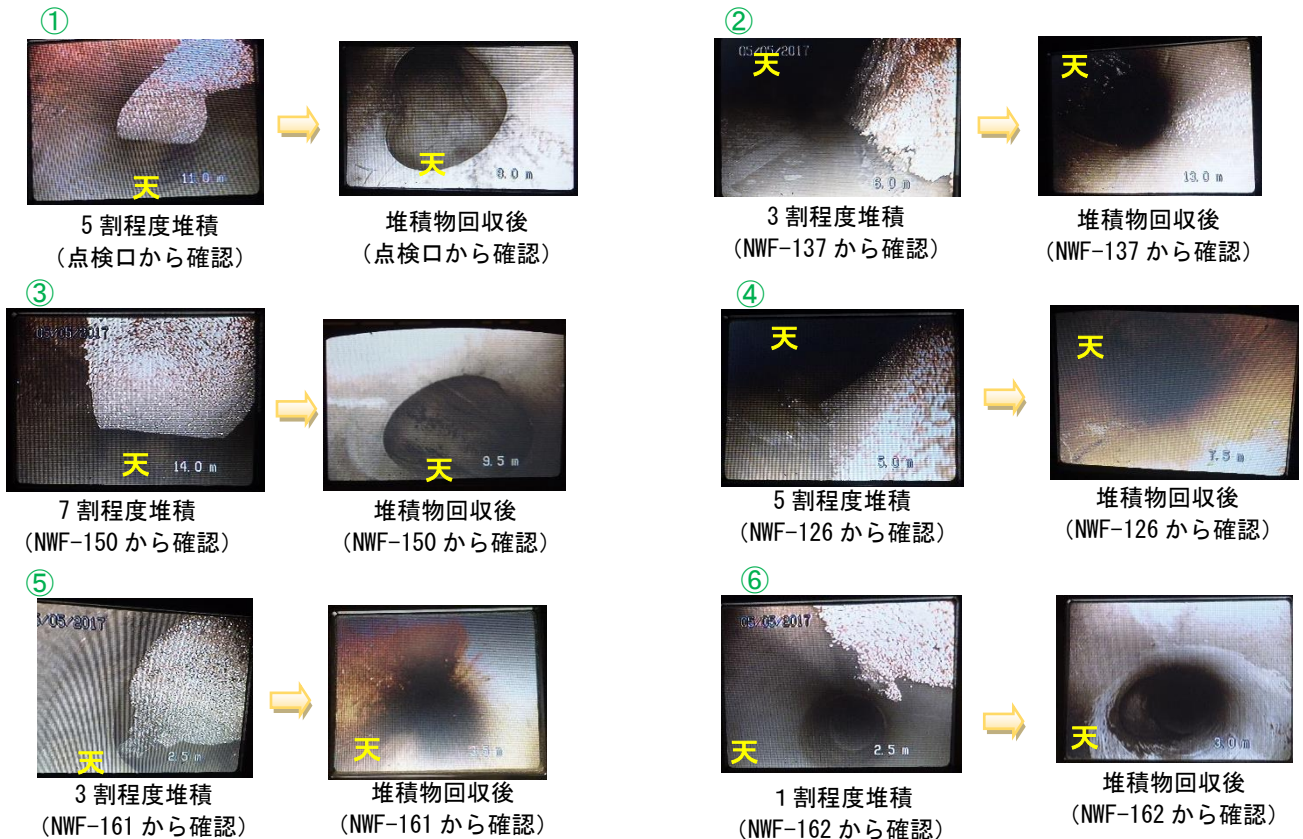 ①
天
11.0 m
5割程度堆積
(点検口から確認)
天
9.0 m
堆積物回収後
(点検口から確認)
②
05/05/2017
天
6.0 m
3割程度堆積
(NWF-137から確認)
天
13.0 m
堆積物回収後
(NWF-137から確認)
③
05/05/2017
天
14.0 m
7割程度堆積
(NWF-150から確認)
天
9.5 m
堆積物回収後
(NWF-150から確認)
④
天
5.0 m
5割程度堆積
(NWF-126から確認)
天
7.5 m
堆積物回収後
(NWF-126から確認)
⑤
5/05/2017
天
2.5 m
3割程度堆積
(NWF-161から確認)
天
堆積物回収後
(NWF-161から確認)
⑥
05/05/2017
天
2.5 m
1割程度堆積
(NWF-162から確認)
天
3.0 m
堆積物回収後
(NWF-162から確認)